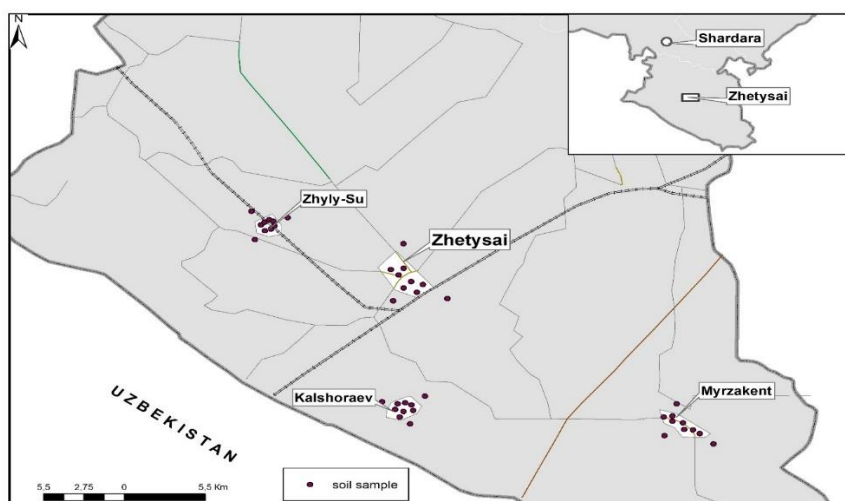 N
Shardara
Zhetysai
Zhyly-Su
Zhetysai
Kalshoraev
Myrzakent
UZBEKISTAN
5,5 2,75 0 5,5 Km
soil sample